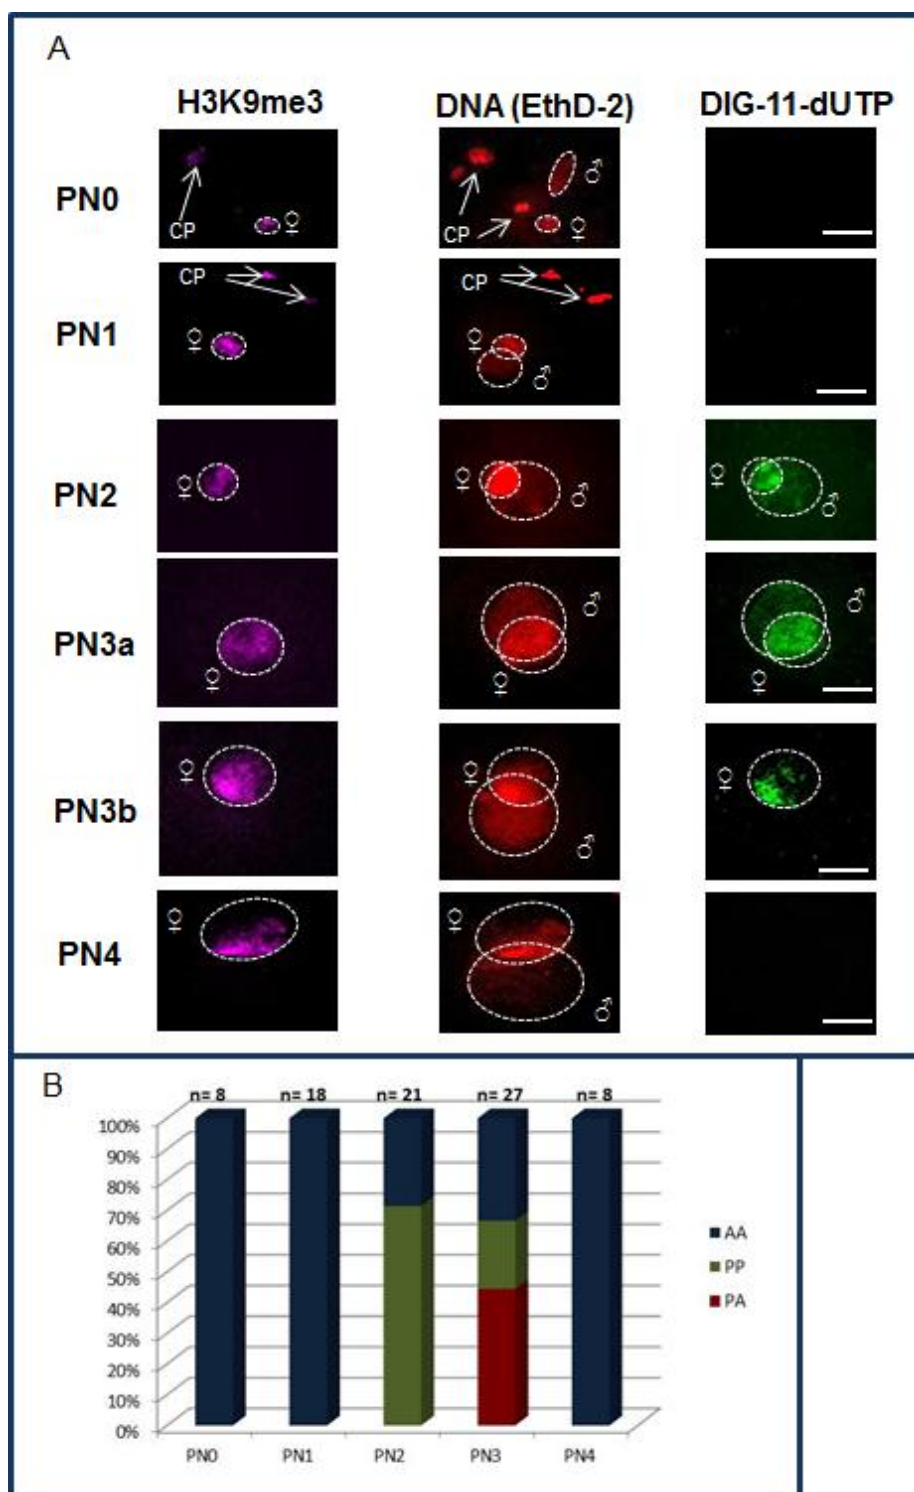 A
H3K9me3 DNA (EthD-2) DIG-11-dUTP
PN0
CP ♀ CP ♂ ♀
PN1
CP ♀ CP ♀ ♂
PN2
♀ ♀ ♂ ♀ ♂
PN3a
♀ ♂ ♀ ♂ ♀
PN3b
♀ ♀ ♂ ♀
PN4
♀ ♀ ♂
B
n= 8 n= 18 n= 21 n= 27 n= 8
100%
90%
80%
70%
60%
50%
40%
30%
20%
10%
0%
PN0 PN1 PN2 PN3 PN4
AA
PP
PA